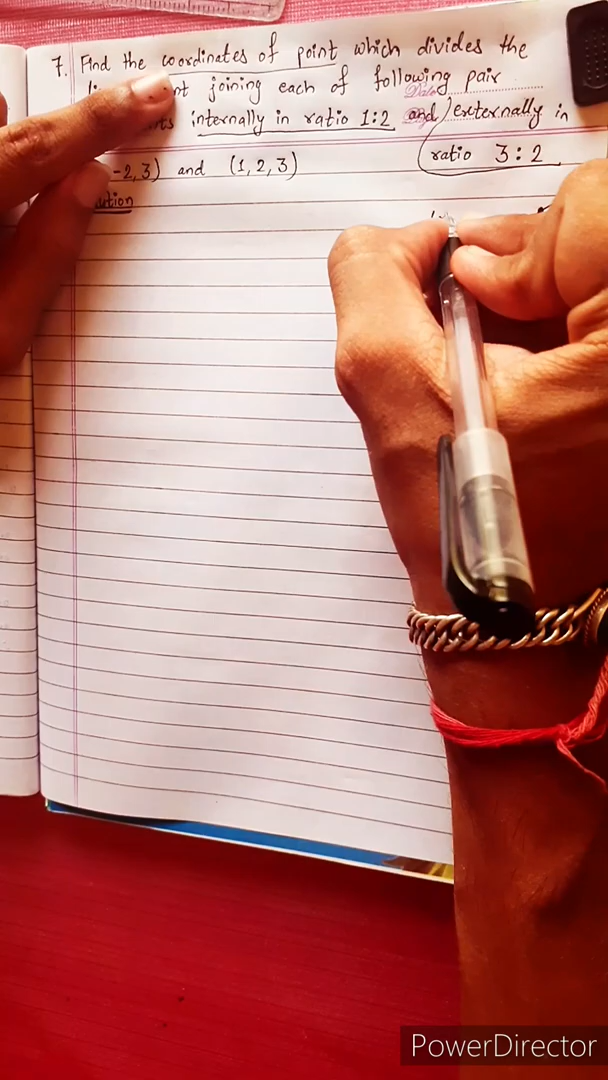 7. Find the coordinates of point which divides the
joining each of following pair
internally in ratio 1:2 and externally in
ratio 3:2
-2,3) and (1,2,3)
PowerDirector